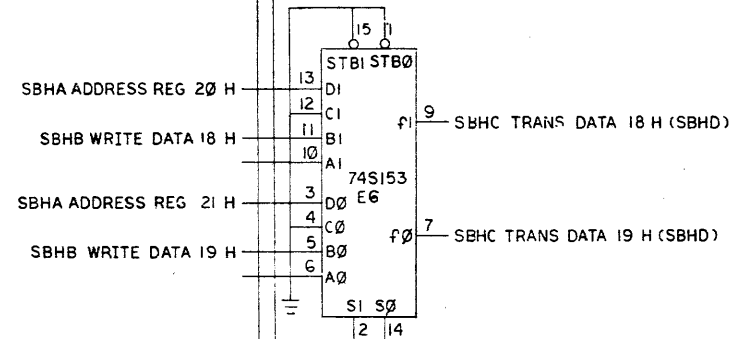 15 1
STB1 STBØ
SBHA ADDRESS REG 2Ø H 13 D1
12 C1
SBHB WRITE DATA 18 H 11 B1
f1 9 SBHC TRANS DATA 18 H (SBHD)
10 A1
74S153
E6
SBHA ADDRESS REG 21 H 3 DØ
4 CØ
fØ 7 SBHC TRANS DATA 19 H (SBHD)
SBHB WRITE DATA 19 H 5 BØ
6 AØ
S1 SØ
2 14